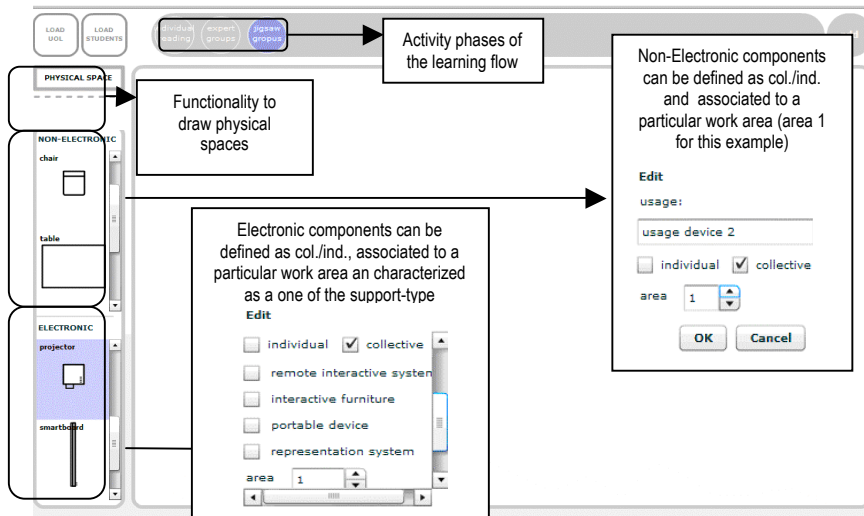 LOAD
UOL
LOAD
STUDENTS
individual
reading
expert
groups
jigsaw
gropus
Activity phases of
the learning flow
PHYSICAL SPACE
Functionality to
draw physical
spaces
Non-Electronic components
can be defined as col./ind.
and associated to a
particular work area (area 1
for this example)
Edit
usage:
usage device 2
individual
collective
area
1
OK
Cancel
NON-ELECTRONIC
chair
table
Electronic components can be
defined as col./ind., associated to a
particular work area an characterized
as a one of the support-type
Edit
individual
collective
remote interactive system
interactive furniture
portable device
representation system
area
1
ELECTRONIC
projector
smartboard